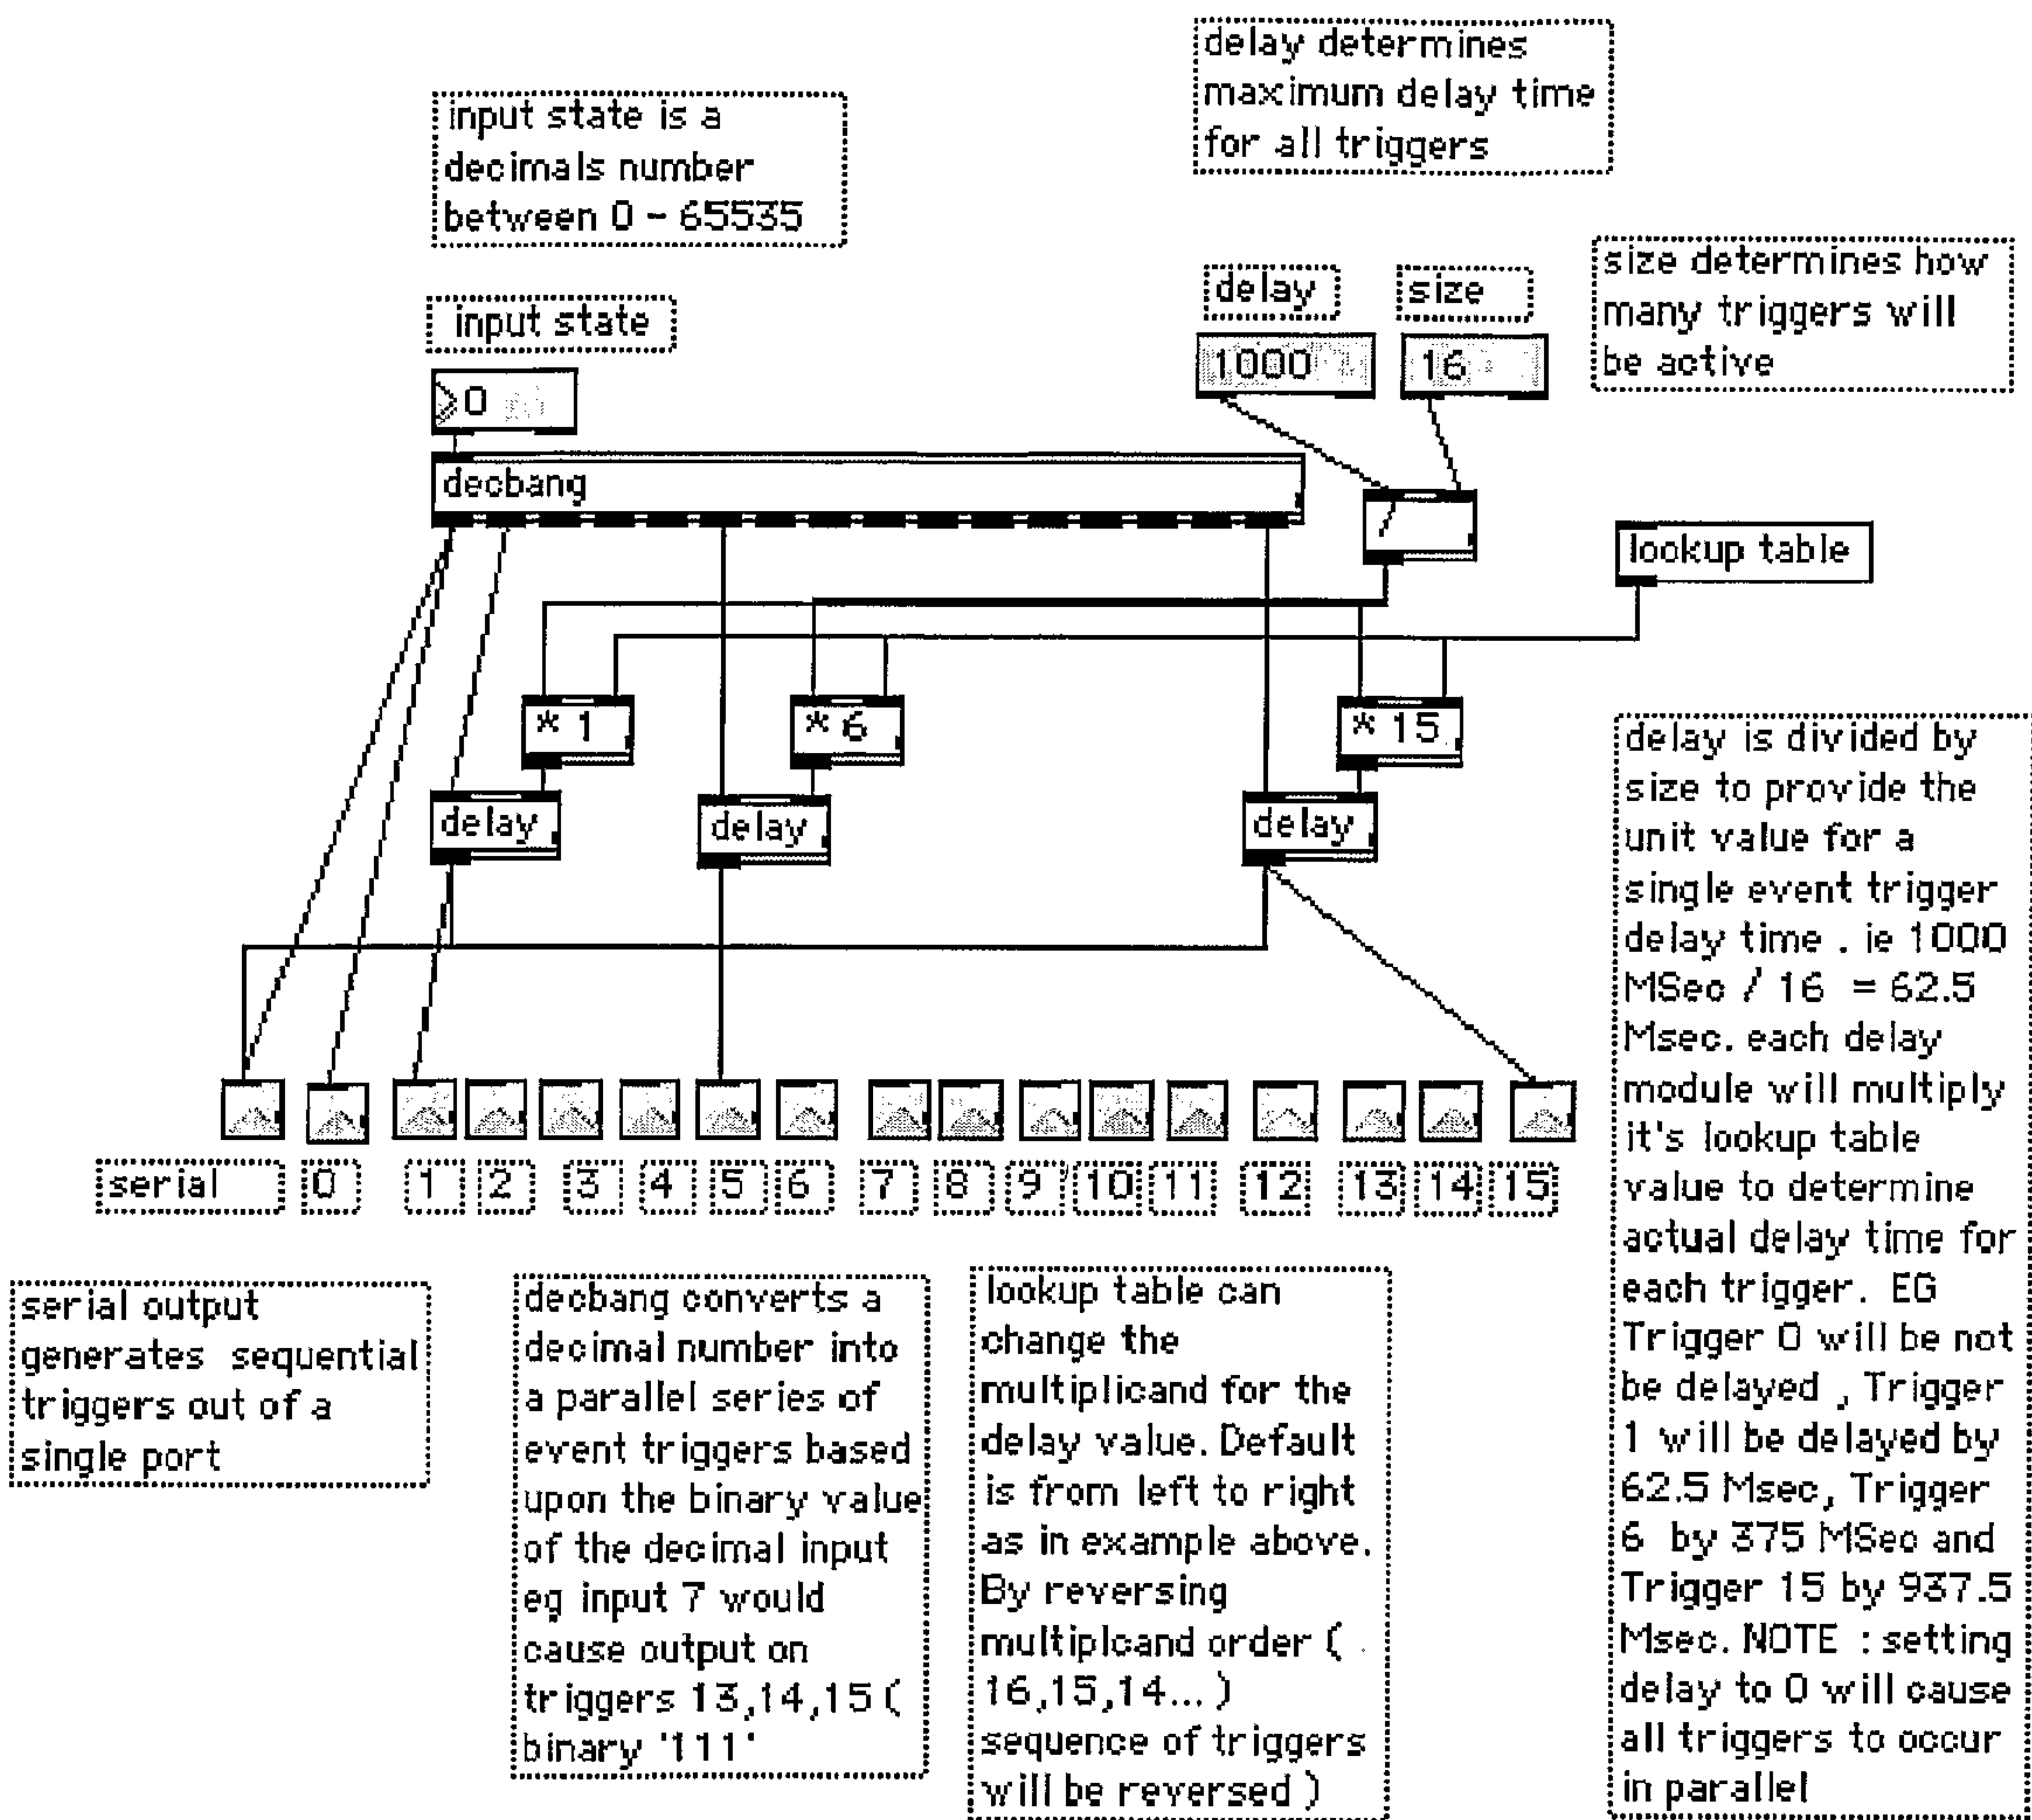 delay determines
maximum delay time
for all triggers
input state is a
decimals number
between 0 - 65535
size determines how
many triggers will
be active
delay
size
input state
1000
16
0
decbang
/
lookup table
* 1
* 6
* 15
delay
delay
delay
delay is divided by
size to provide the
unit value for a
single event trigger
delay time . ie 1000
MSec / 16 = 62.5
Msec. each delay
module will multiply
it's lookup table
value to determine
actual delay time for
each trigger. EG
Trigger 0 will be not
be delayed , Trigger
1 will be delayed by
62.5 Msec, Trigger
6 by 375 MSec and
Trigger 15 by 937.5
Msec. NOTE : setting
delay to 0 will cause
all triggers to occur
in parallel
serial 0 1 2 3 4 5 6 7 8 9 10 11 12 13 14 15
serial output
generates sequential
triggers out of a
single port
decbang converts a
decimal number into
a parallel series of
event triggers based
upon the binary value
of the decimal input
eg input 7 would
cause output on
triggers 13,14,15 (
binary '111'
lookup table can
change the
multiplicand for the
delay value. Default
is from left to right
as in example above.
By reversing
multiplcand order (
16,15,14... )
sequence of triggers
will be reversed )